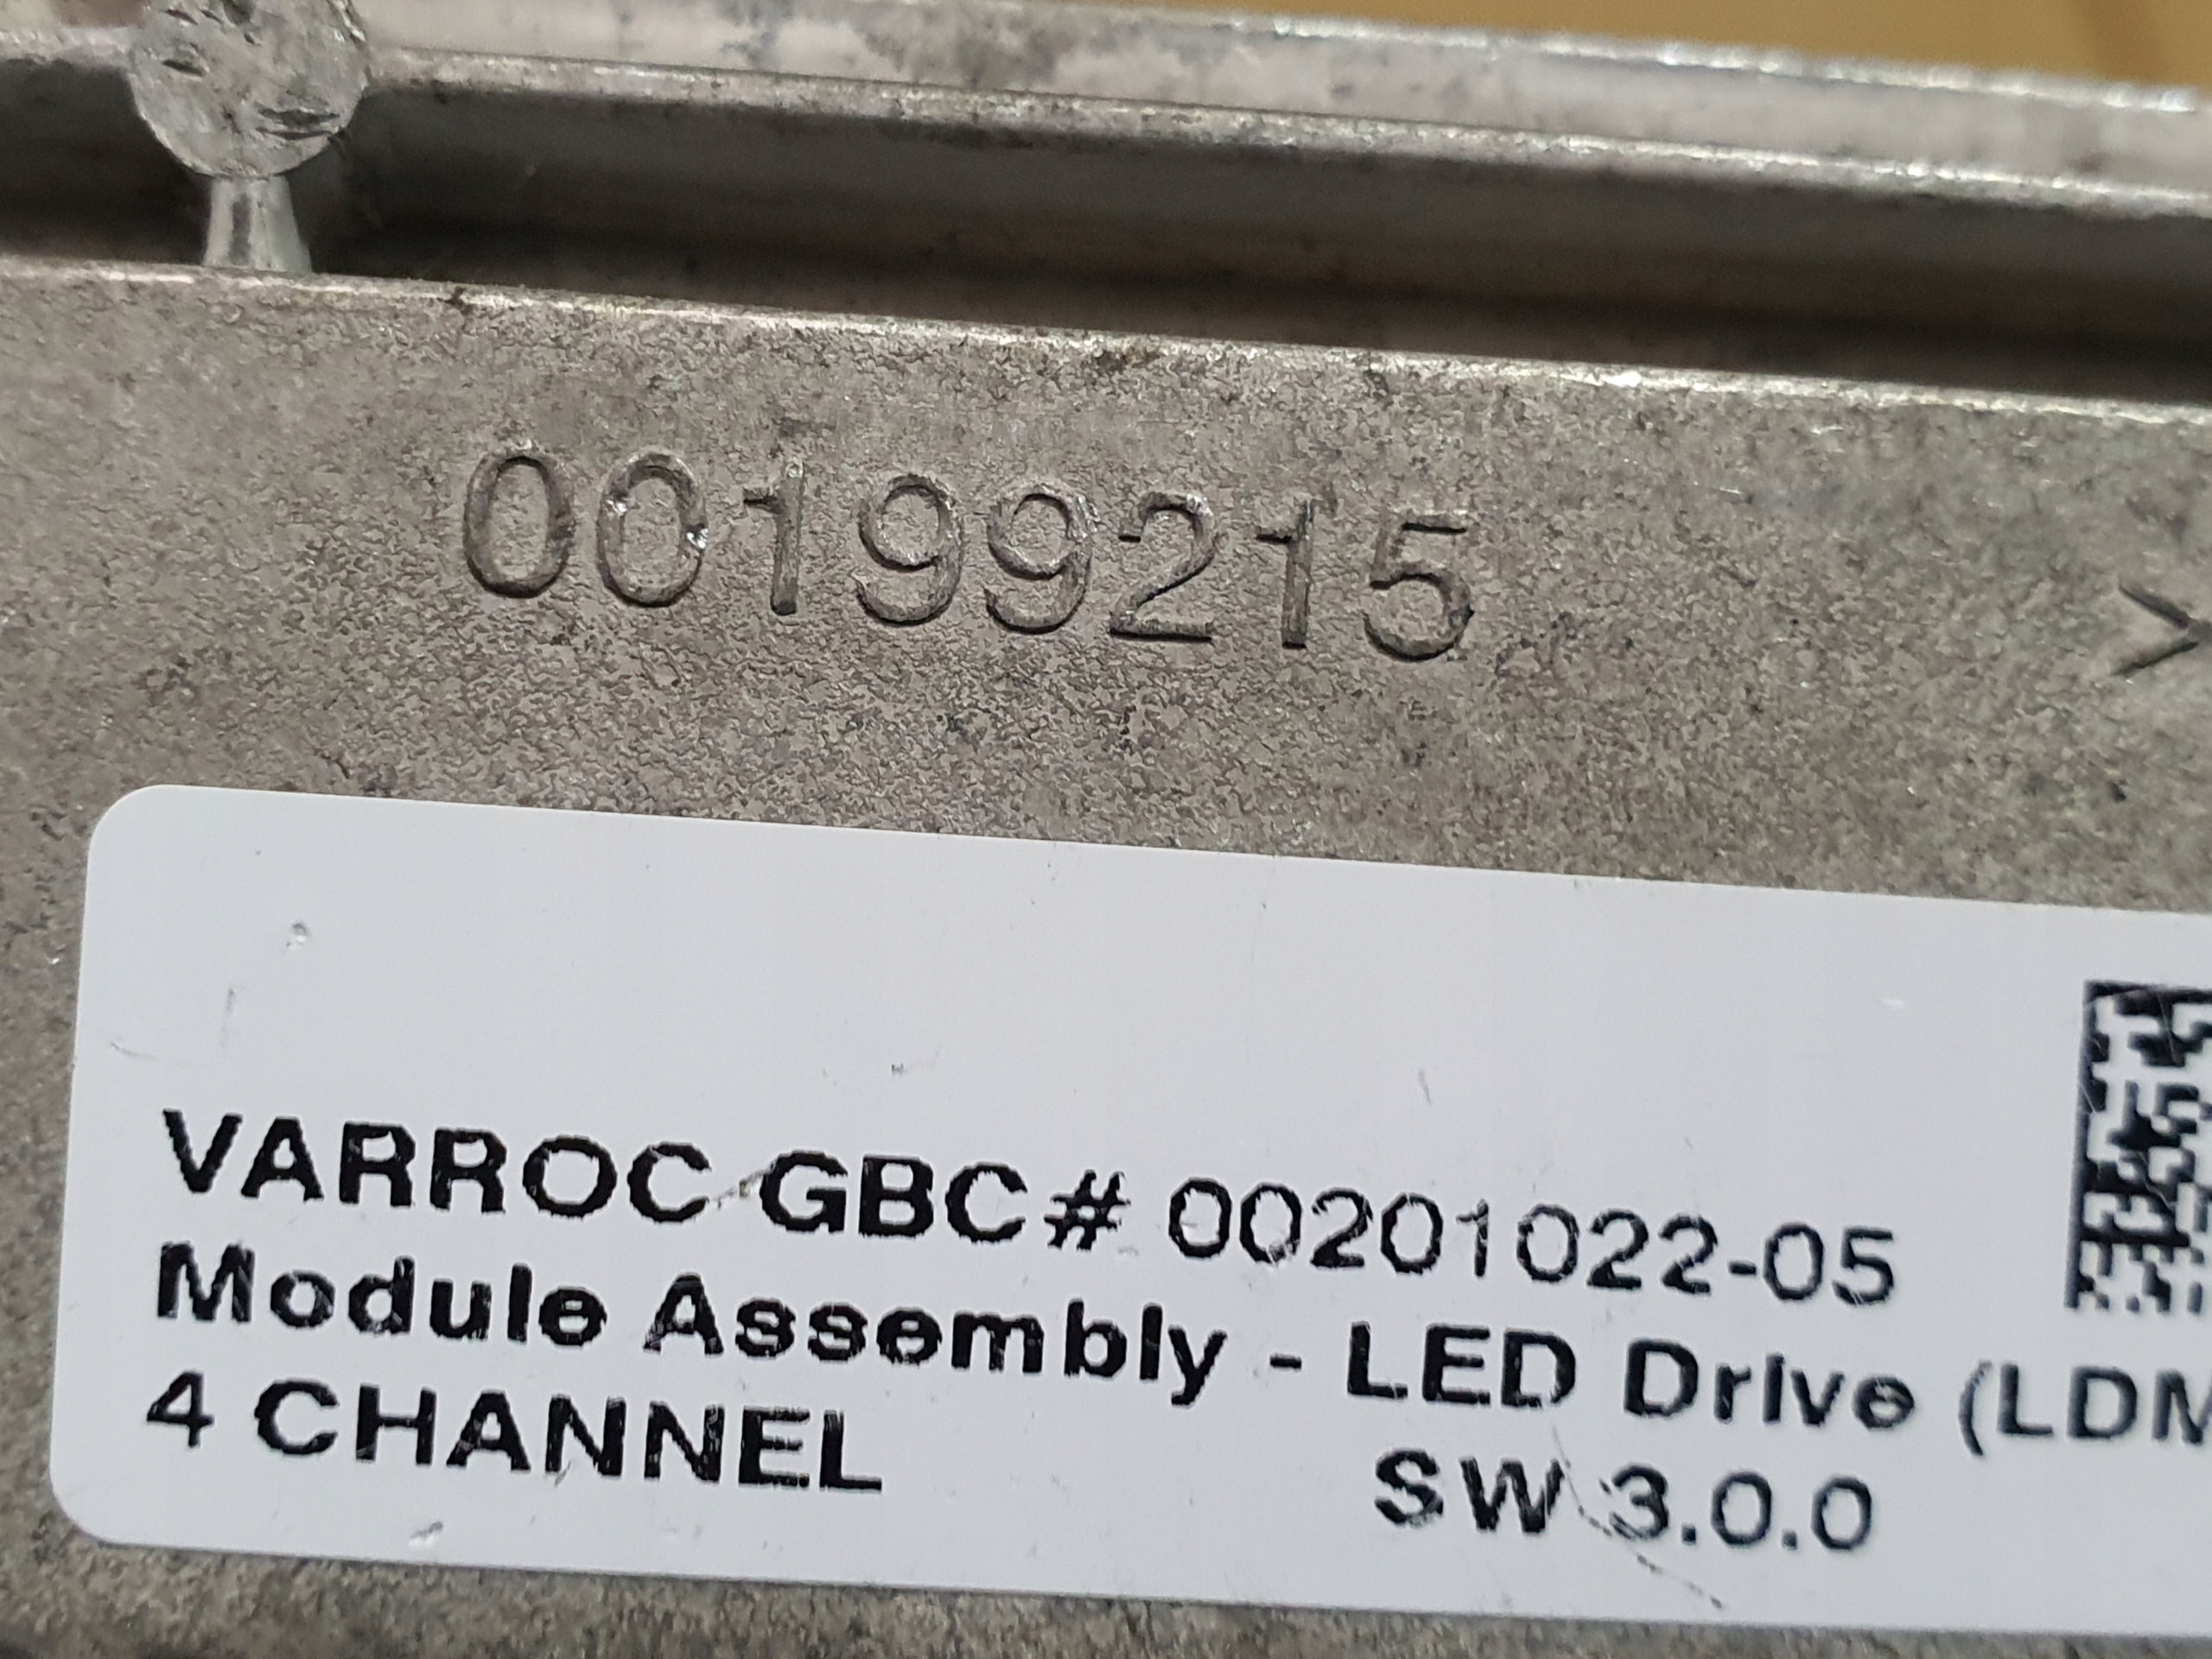 00199215
>
VARROC GBC# 00201022-05
Module Assembly - LED Drive (LDM
4 CHANNEL SW 3.0.0